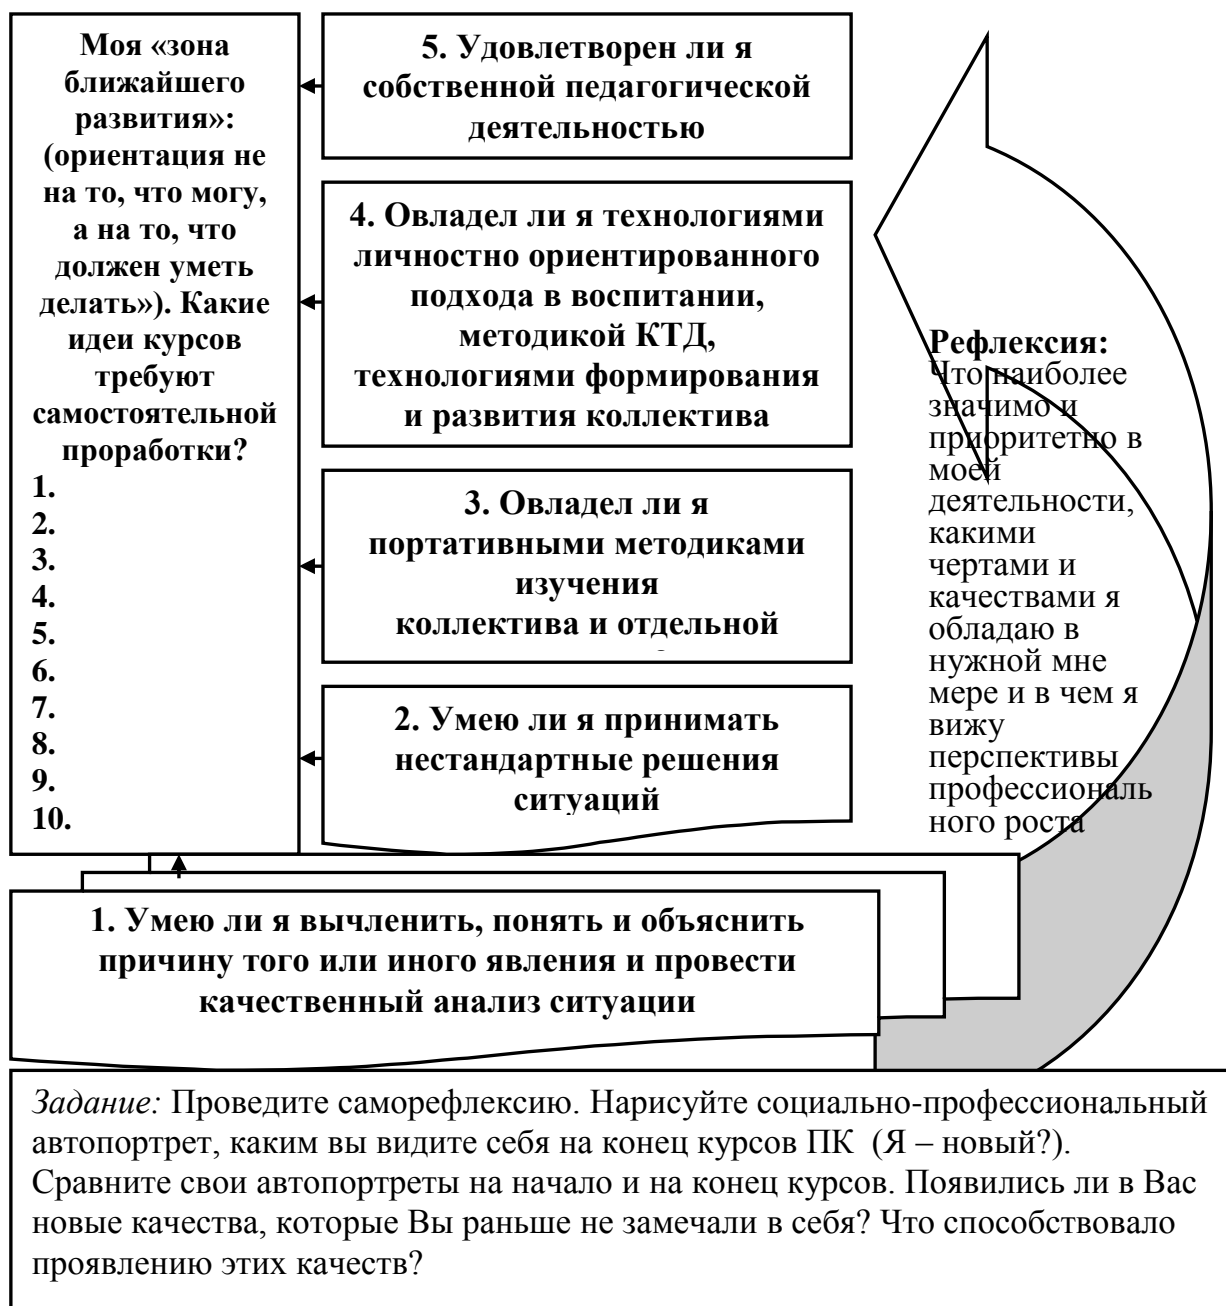 Моя «зона
ближайшего
развития»:
(ориентация не
на то, что могу,
а на то, что
должен уметь
делать»). Какие
идеи курсов
требуют
самостоятельной
проработки?
1.
2.
3.
4.
5.
6.
7.
8.
9.
10.
5. Удовлетворен ли я
собственной педагогической
деятельностью
4. Овладел ли я технологиями
личностно ориентированного
подхода в воспитании,
методикой КТД,
технологиями формирования
и развития коллектива
3. Овладел ли я
портативными методиками
изучения
коллектива и отдельной
2. Умею ли я принимать
нестандартные решения
ситуаций
1. Умею ли я вычленить, понять и объяснить
причину того или иного явления и провести
качественный анализ ситуации
Рефлексия:
Что наиболее
значимо и
приоритетно в
моей
деятельности,
какими
чертами и
качествами я
обладаю в
нужной мне
мере и в чем я
вижу
перспективы
профессиональ
ного роста
Задание: Проведите саморефлексию. Нарисуйте социально-профессиональный
автопортрет, каким вы видите себя на конец курсов ПК (Я – новый?).
Сравните свои автопортреты на начало и на конец курсов. Появились ли в Вас
новые качества, которые Вы раньше не замечали в себя? Что способствовало
проявлению этих качеств?